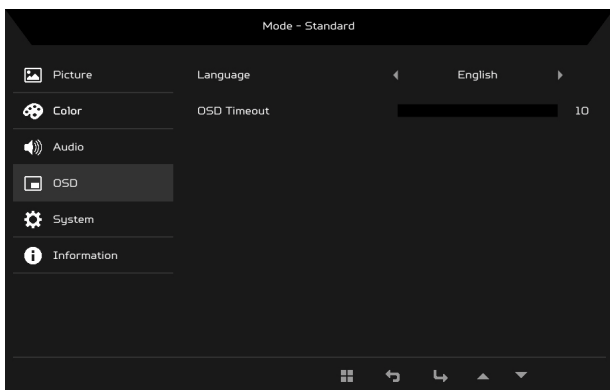 Mode - Standard
Picture
Language
English
Color
OSD Timeout
10
Audio
OSD
System
Information